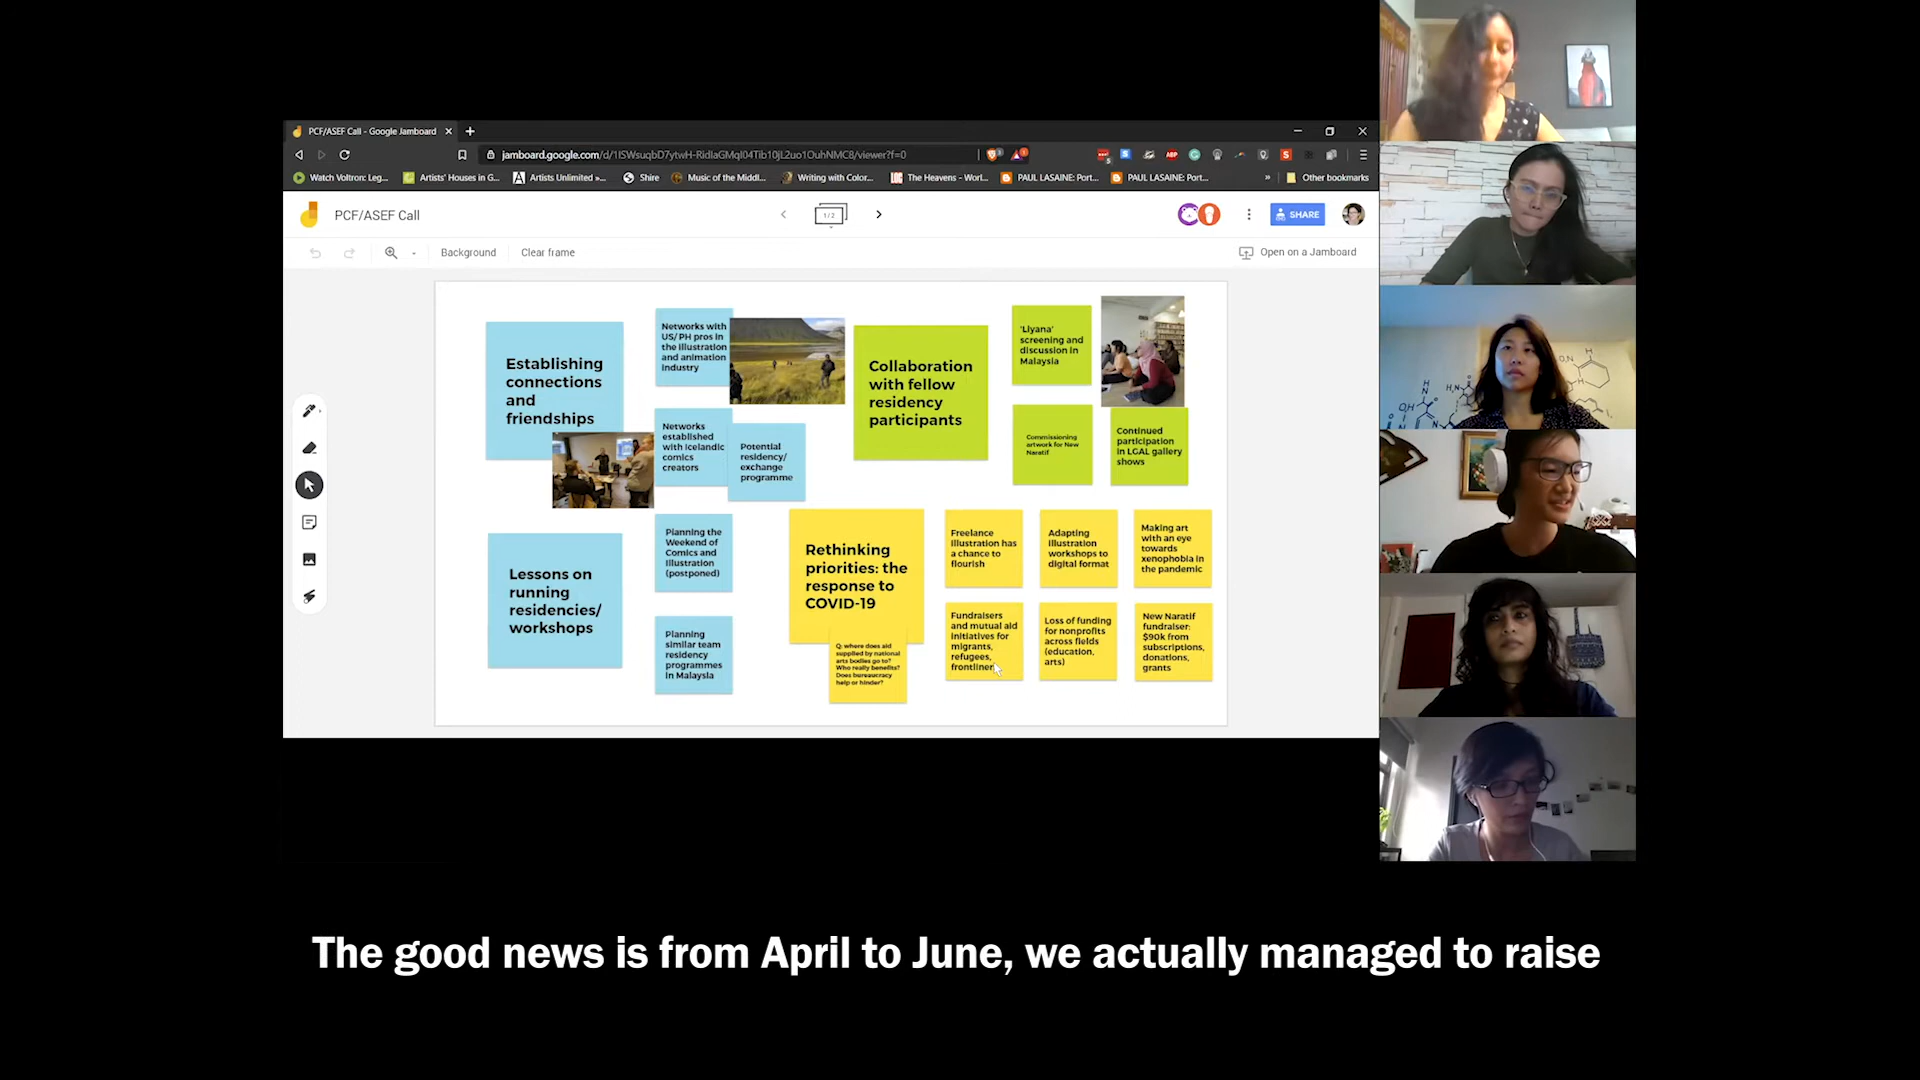 PCF/ASEF Call - Google Jamboard
jamboard.google.com
Watch Voltron: Leg...
Artists' Houses in G...
Artists Unlimited »...
Shire
Music of the Middl...
Writing with Color...
The Heavens - Worl...
PAUL LASAINE: Port...
PAUL LASAINE: Port...
»
Other bookmarks
PCF/ASEF Call
1/2
SHARE
Background
Clear frame
Open on a Jamboard
Establishing
connections
and
friendships
Networks with
US/ PH pros in
the illustration
and animation
industry
Networks
established
with Icelandic
comics
creators
Potential
residency/
exchange
programme
Collaboration
with fellow
residency
participants
'Liyana'
screening and
discussion in
Malaysia
Commissioning
artwork for New
Naratif
Continued
participation
in LGAL gallery
shows
Lessons on
running
residencies/
workshops
Planning the
Weekend of
Comics and
Illustration
(postponed)
Planning
similar team
residency
programmes
in Malaysia
Rethinking
priorities: the
response to
COVID-19
Q: where does aid
supplied by national
arts bodies go to?
Who really benefits?
Does bureaucracy
help or hinder?
Freelance
illustration has
a chance to
flourish
Adapting
illustration
workshops to
digital format
Making art
with an eye
towards
xenophobia in
the pandemic
Fundraisers
and mutual aid
initiatives for
migrants,
refugees,
frontliners
Loss of funding
for nonprofits
across fields
(education,
arts)
New Naratif
fundraiser:
$90k from
subscriptions,
donations,
grants
The good news is from April to June, we actually managed to raise